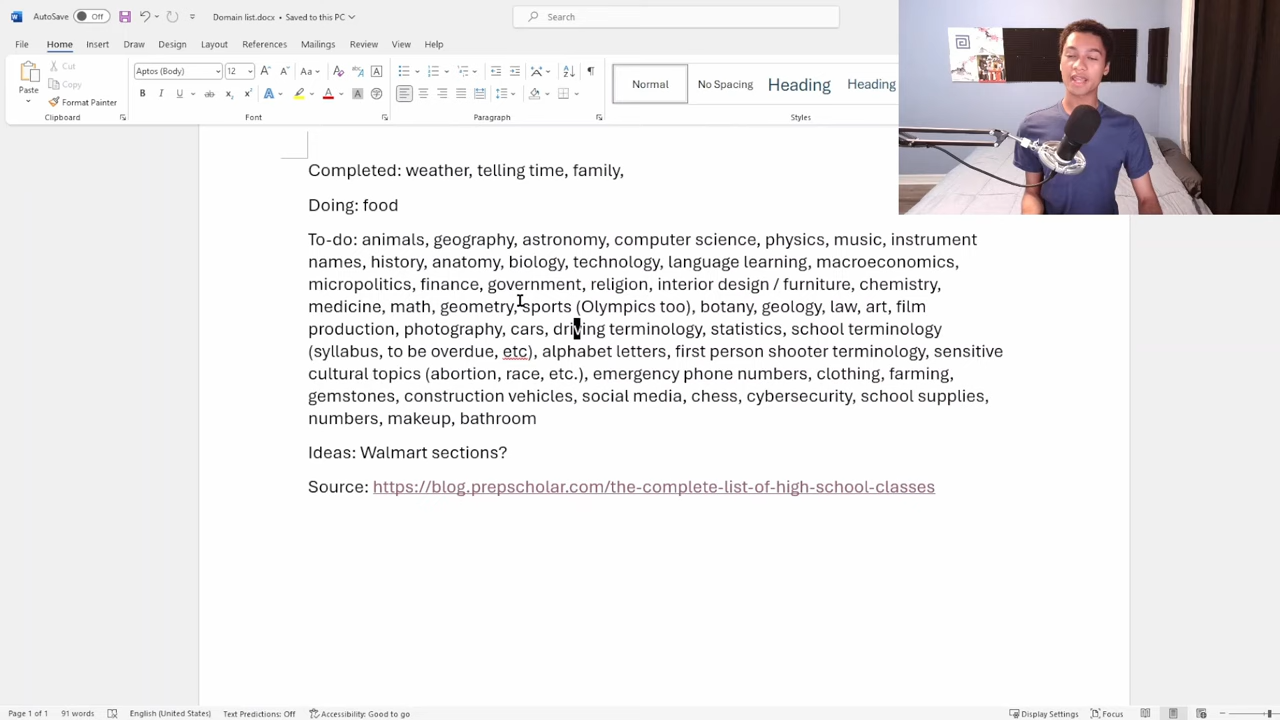 AutoSave Off Domain list.docx • Saved to this PC Search
File Home Insert Draw Design Layout References Mailings Review View Help
Paste Cut Copy Format Painter Aptos (Body) 12 Normal No Spacing Heading Heading
Clipboard Font Paragraph Styles
Completed: weather, telling time, family,
Doing: food
To-do: animals, geography, astronomy, computer science, physics, music, instrument
names, history, anatomy, biology, technology, language learning, macroeconomics,
micropolitics, finance, government, religion, interior design / furniture, chemistry,
medicine, math, geometry, sports (Olympics too), botany, geology, law, art, film
production, photography, cars, driving terminology, statistics, school terminology
(syllabus, to be overdue, etc), alphabet letters, first person shooter terminology, sensitive
cultural topics (abortion, race, etc.), emergency phone numbers, clothing, farming,
gemstones, construction vehicles, social media, chess, cybersecurity, school supplies,
numbers, makeup, bathroom
Ideas: Walmart sections?
Source: https://blog.prepscholar.com/the-complete-list-of-high-school-classes
Page 1 of 1 91 words English (United States) Text Predictions: Off Accessibility: Good to go Display Settings Focus